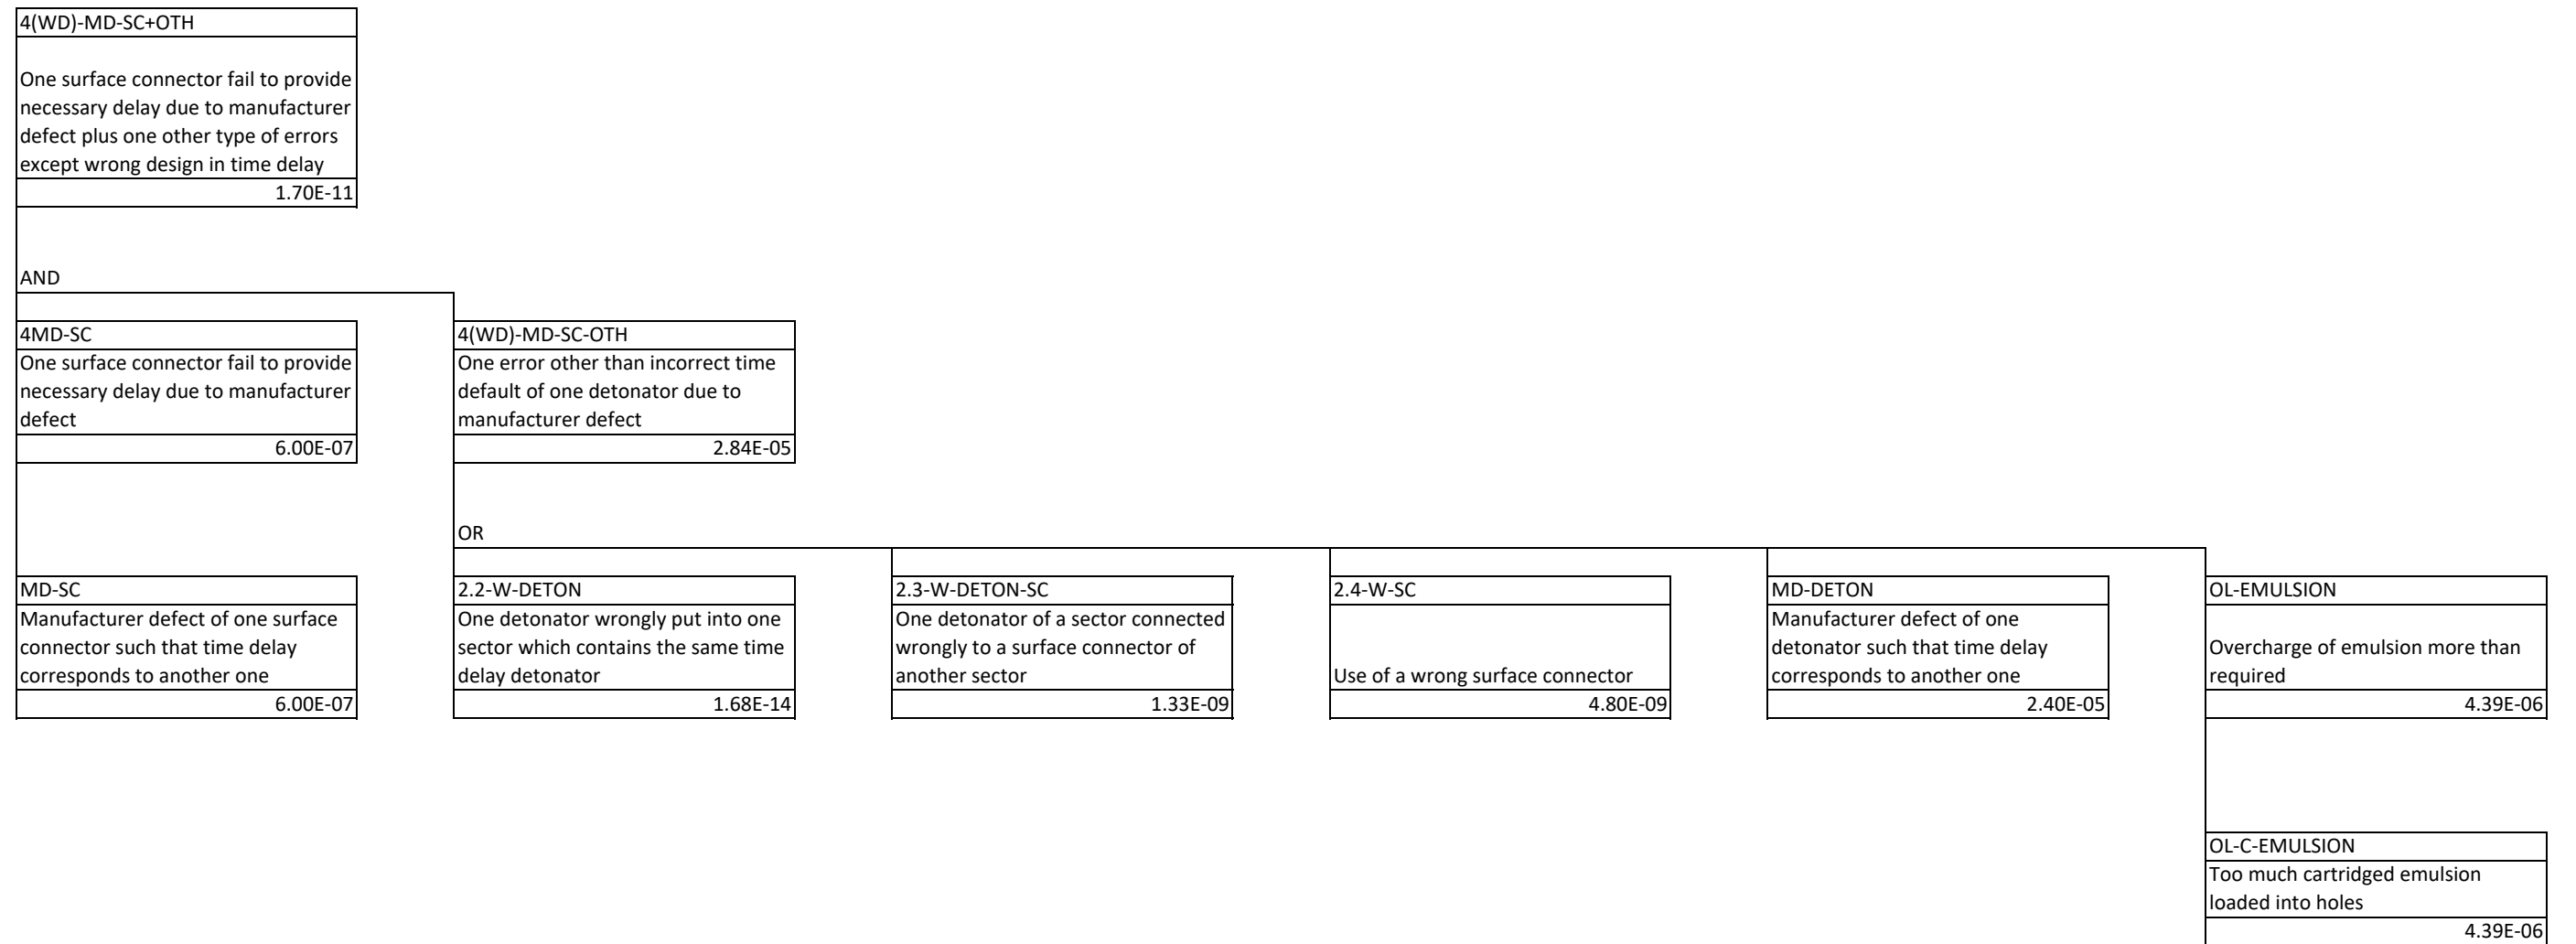 4(WD)-MD-SC+OTH
One surface connector fail to provide
necessary delay due to manufacturer
defect plus one other type of errors
except wrong design in time delay
1.70E-11
AND
4MD-SC
One surface connector fail to provide
necessary delay due to manufacturer
defect
6.00E-07
4(WD)-MD-SC-OTH
One error other than incorrect time
default of one detonator due to
manufacturer defect
2.84E-05
OR
MD-SC
Manufacturer defect of one surface
connector such that time delay
corresponds to another one
6.00E-07
2.2-W-DETON
One detonator wrongly put into one
sector which contains the same time
delay detonator
1.68E-14
2.3-W-DETON-SC
One detonator of a sector connected
wrongly to a surface connector of
another sector
1.33E-09
2.4-W-SC
Use of a wrong surface connector
4.80E-09
MD-DETON
Manufacturer defect of one
detonator such that time delay
corresponds to another one
2.40E-05
OL-EMULSION
Overcharge of emulsion more than
required
4.39E-06
OL-C-EMULSION
Too much cartridged emulsion
loaded into holes
4.39E-06